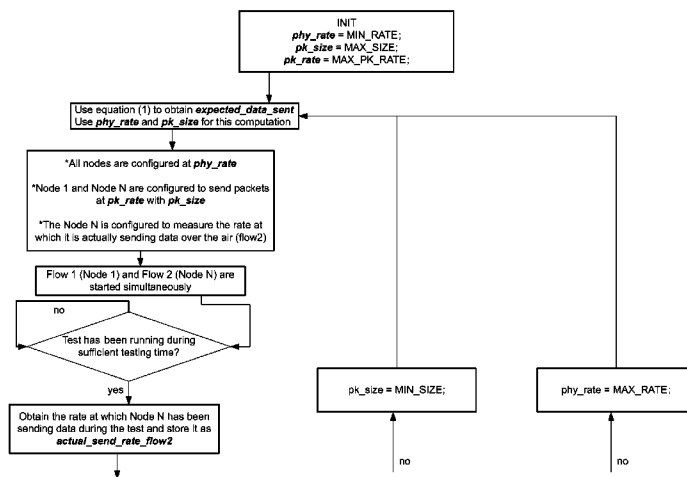 INIT
phy_rate = MIN_RATE;
pk_size = MAX_SIZE;
pk_rate = MAX_PK_RATE;
Use equation (1) to obtain expected_data_sent
Use phy_rate and pk_size for this computation
*All nodes are configured at phy_rate
*Node 1 and Node N are configured to send packets
at pk_rate with pk_size
*The Node N is configured to measure the rate at
which it is actually sending data over the air (flow2)
Flow 1 (Node 1) and Flow 2 (Node N) are
started simultaneously
no
Test has been running during
sufficient testing time?
yes
Obtain the rate at which Node N has been
sending data during the test and store it as
actual_send_rate_flow2
pk_size = MIN_SIZE;
no
phy_rate = MAX_RATE;
no